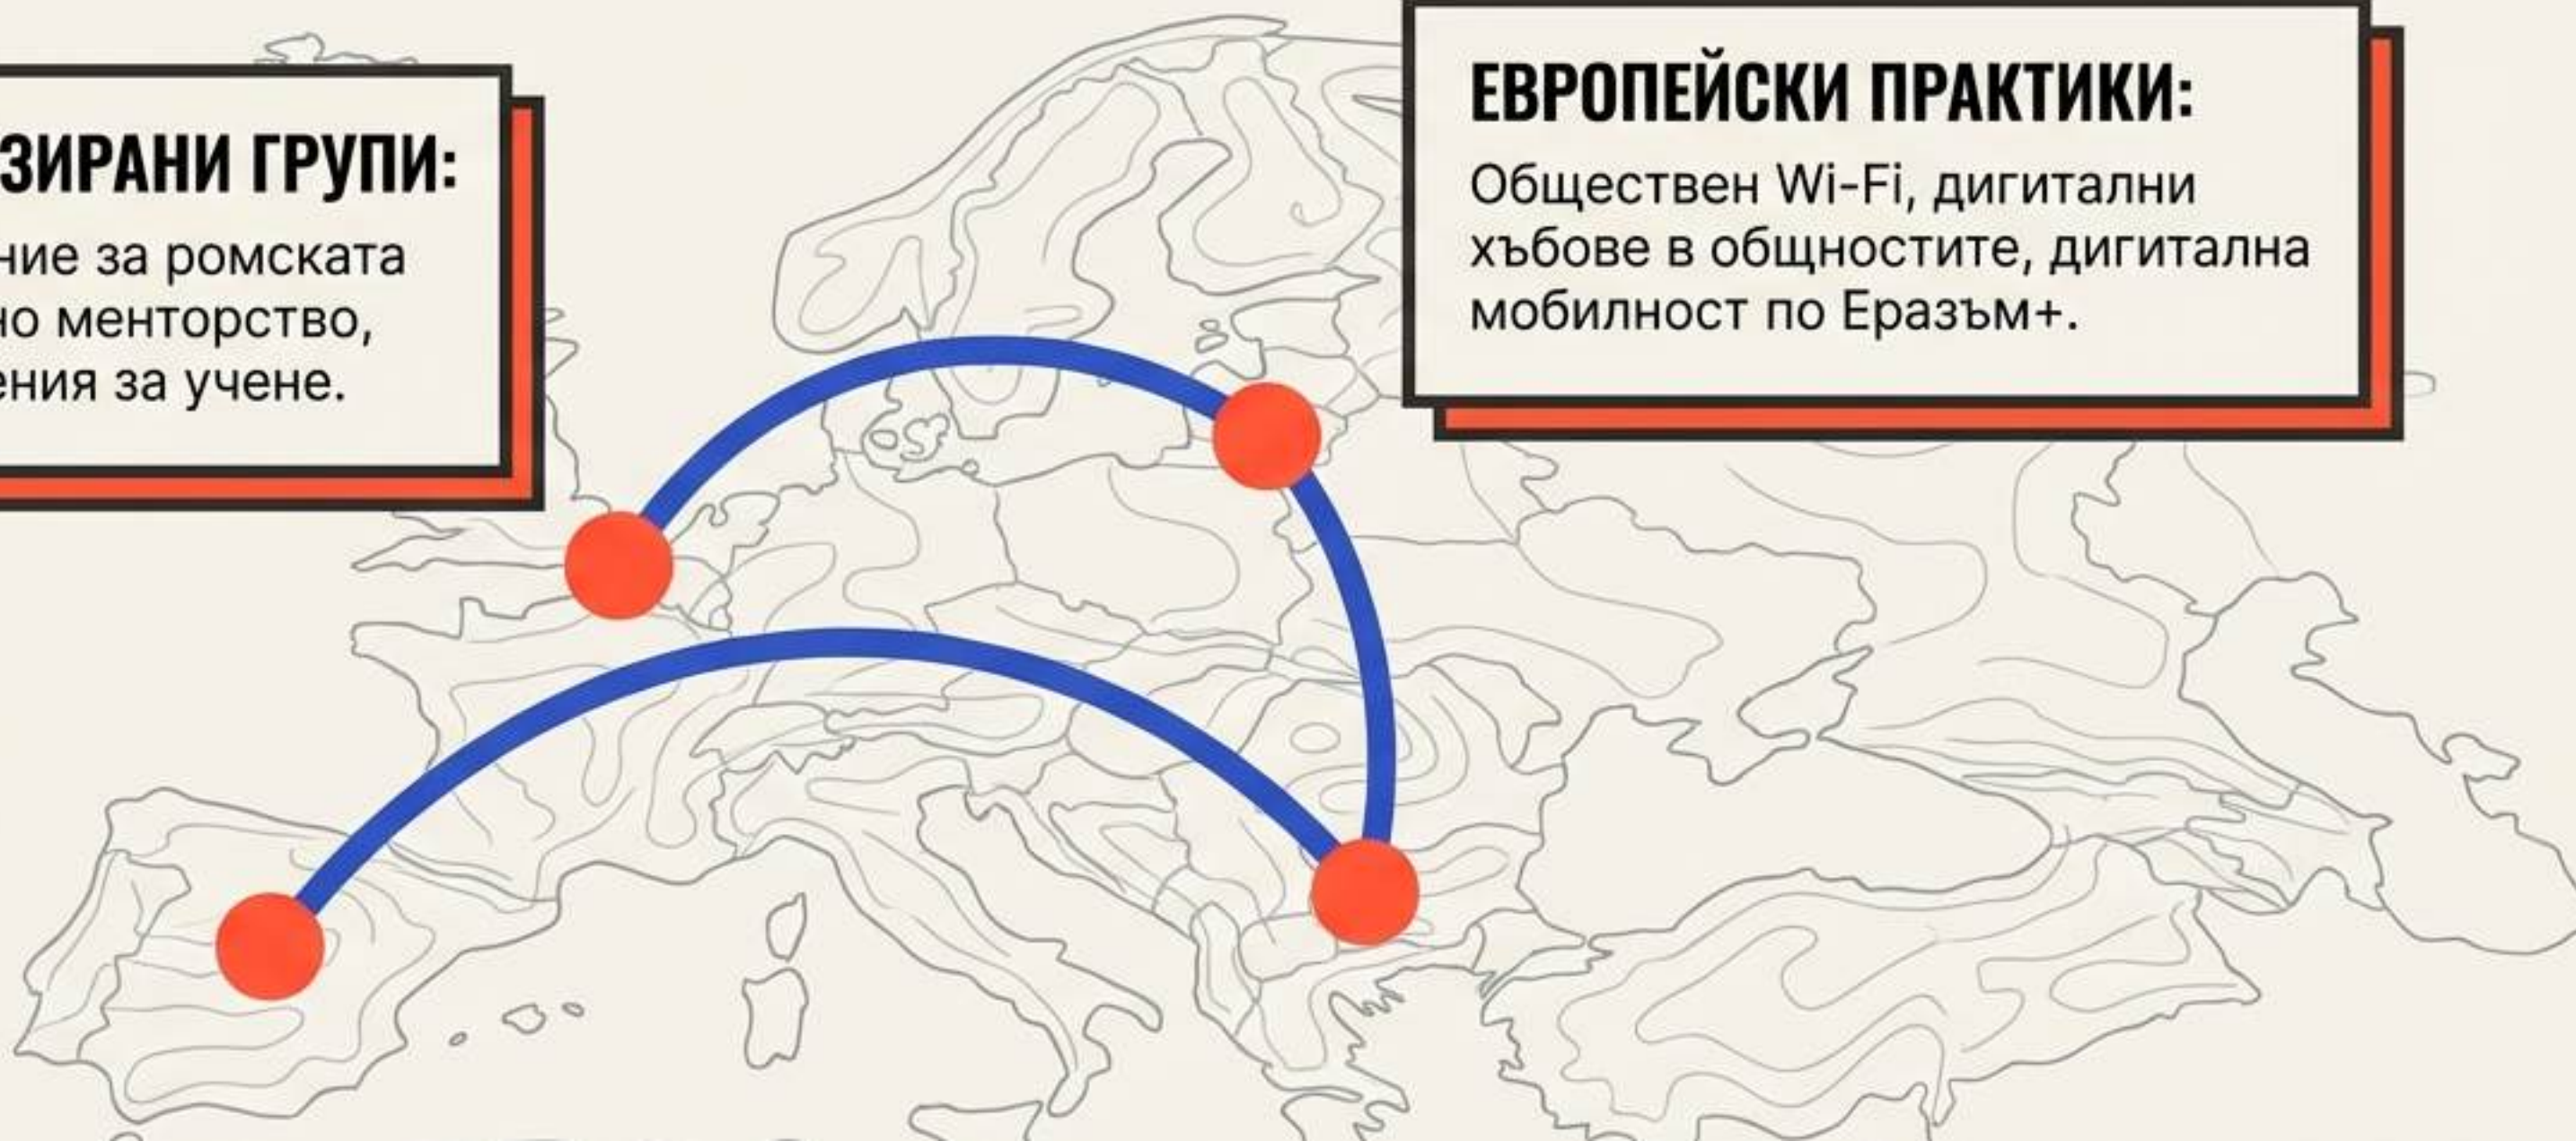 ЗИРАНИ ГРУПИ:
ние за ромската
но менторство,
ения за учене.
ЕВРОПЕЙСКИ ПРАКТИКИ:
Обществен Wi-Fi, дигитални
хъбове в общностите, дигитална
мобилност по Еразъм+.